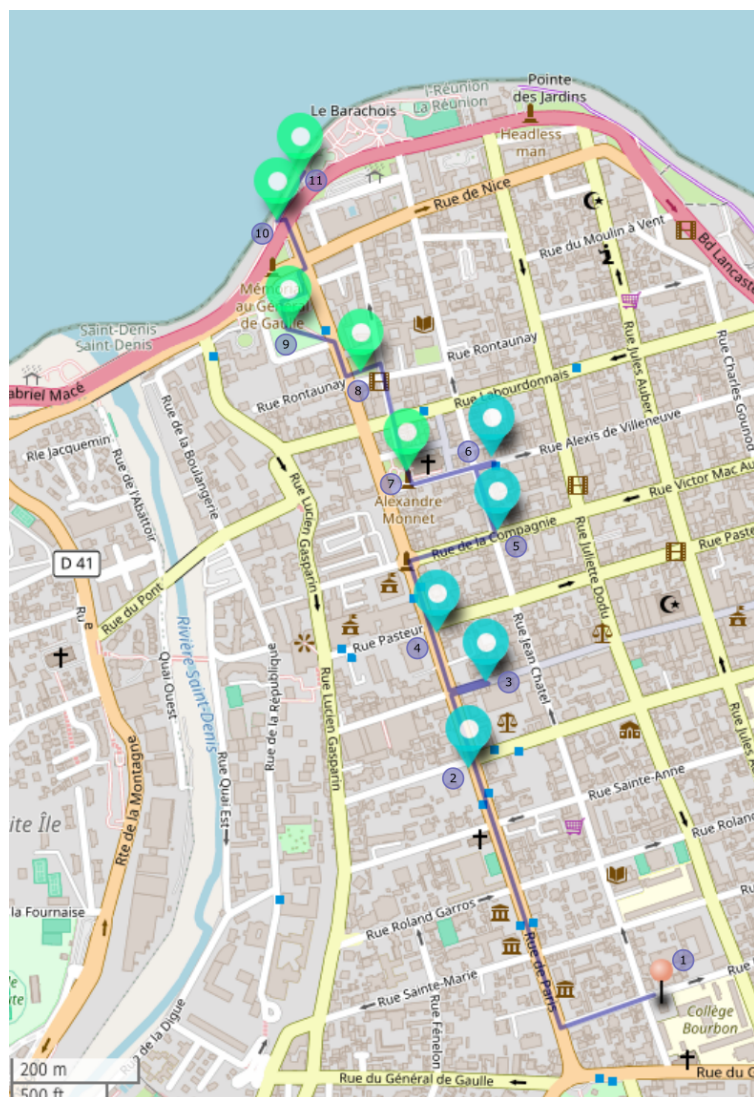 Pointe
des Jardins
I-Réunion
La Réunion
Le Barachois
Headless
man
11
Rue de Nice
10
Rue du Moulin à Vent
Bd Lancaste
Mémorial
au Général
de Gaulle
Saint-Denis
Saint-Denis
9
Rue Rontaunay
abriel Macé
8
Rue Rontaunay
Rue Labourdonnais
Rue Jules Auber
Rue Charles Gounod
Rue de la Boulangerie
Rle Jacquemin
Rue de l'Abattoir
Rue Alexis de Villeneuve
6
7
Alexandre
Monnet
Rue Victor Mac Au
Rue Lucien Gasparin
Rue de la Compagnie
5
Rue Paste
D 41
Rue du Pont
Ru e
Rue Juliette Dodu
4
Rue Pasteur
Rue Jean Chatel
3
Rivière Saint-Denis
Quai Ouest
Rue de la République
Rue Lucien Gasparin
2
Rue Jules A
Rue Sainte-Anne
Rte de la Montagne
Rue Quai Est
ite Île
Rue Roland
la Fournaise
Rue Roland Garros
Rue de Paris
1
Rue Sainte-Marie
Rue Fénelon
Collège
Bourbon
Rue de la Digue
200 m
500 ft
Rue du Général de Gaulle
Rue du G